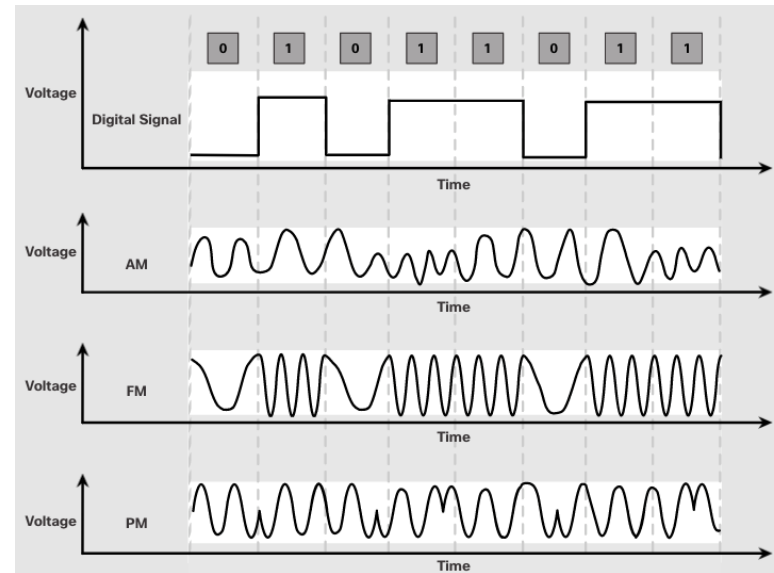 0 1 0 1 1 0 1 1
Voltage
Digital Signal
Time
Voltage
AM
Time
Voltage
FM
Time
Voltage
PM
Time